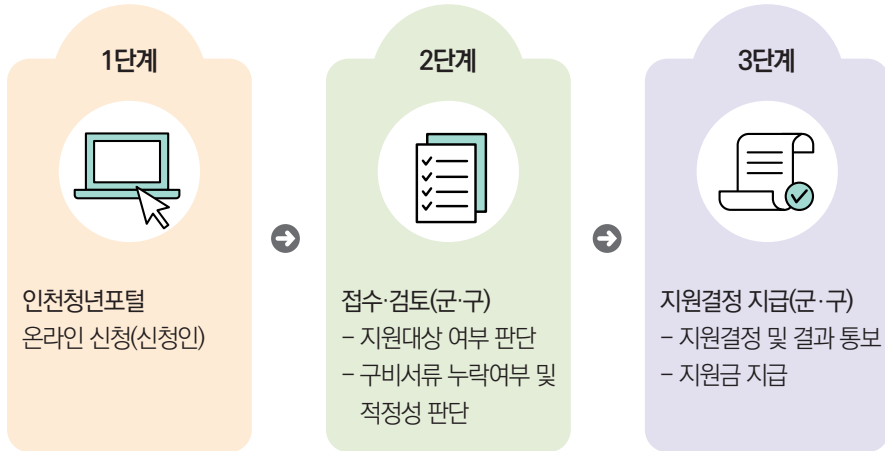 1단계
인천청년포털
온라인 신청(신청인)
2단계
접수·검토(군·구)
– 지원대상 여부 판단
– 구비서류 누락여부 및
적정성 판단
3단계
지원결정 지급(군·구)
– 지원결정 및 결과 통보
– 지원금 지급